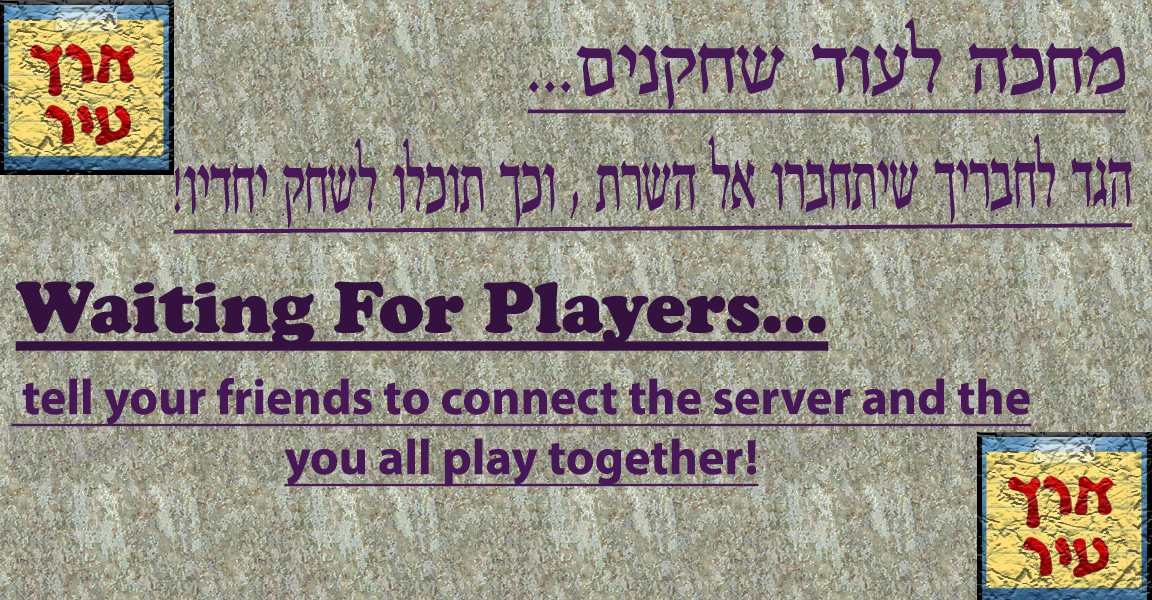 ארץ
עיר
מחכה לעוד שחקנים...
הגד לחבריך שיתחברו אל השרת , וכך תוכלו לשחק יחדיו!
Waiting For Players...
tell your friends to connect the server and the
you all play together!
ארץ
עיר